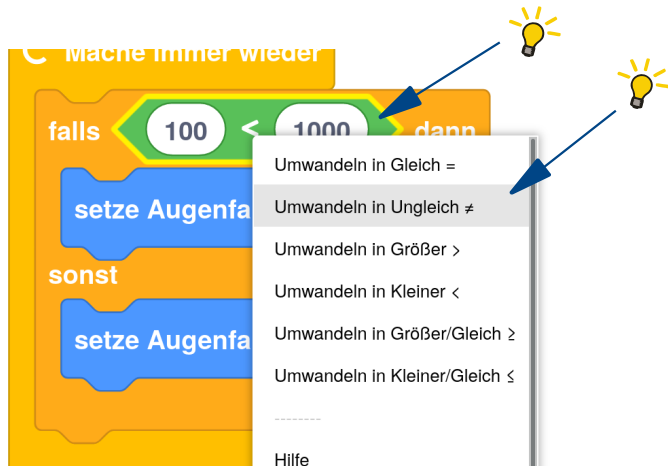 Mache immer wieder
falls 100 < 1000 dann
setze Augenfa
sonst
setze Augenfa
Umwandeln in Gleich =
Umwandeln in Ungleich ≠
Umwandeln in Größer >
Umwandeln in Kleiner <
Umwandeln in Größer/Gleich ≥
Umwandeln in Kleiner/Gleich ≤
--------
Hilfe